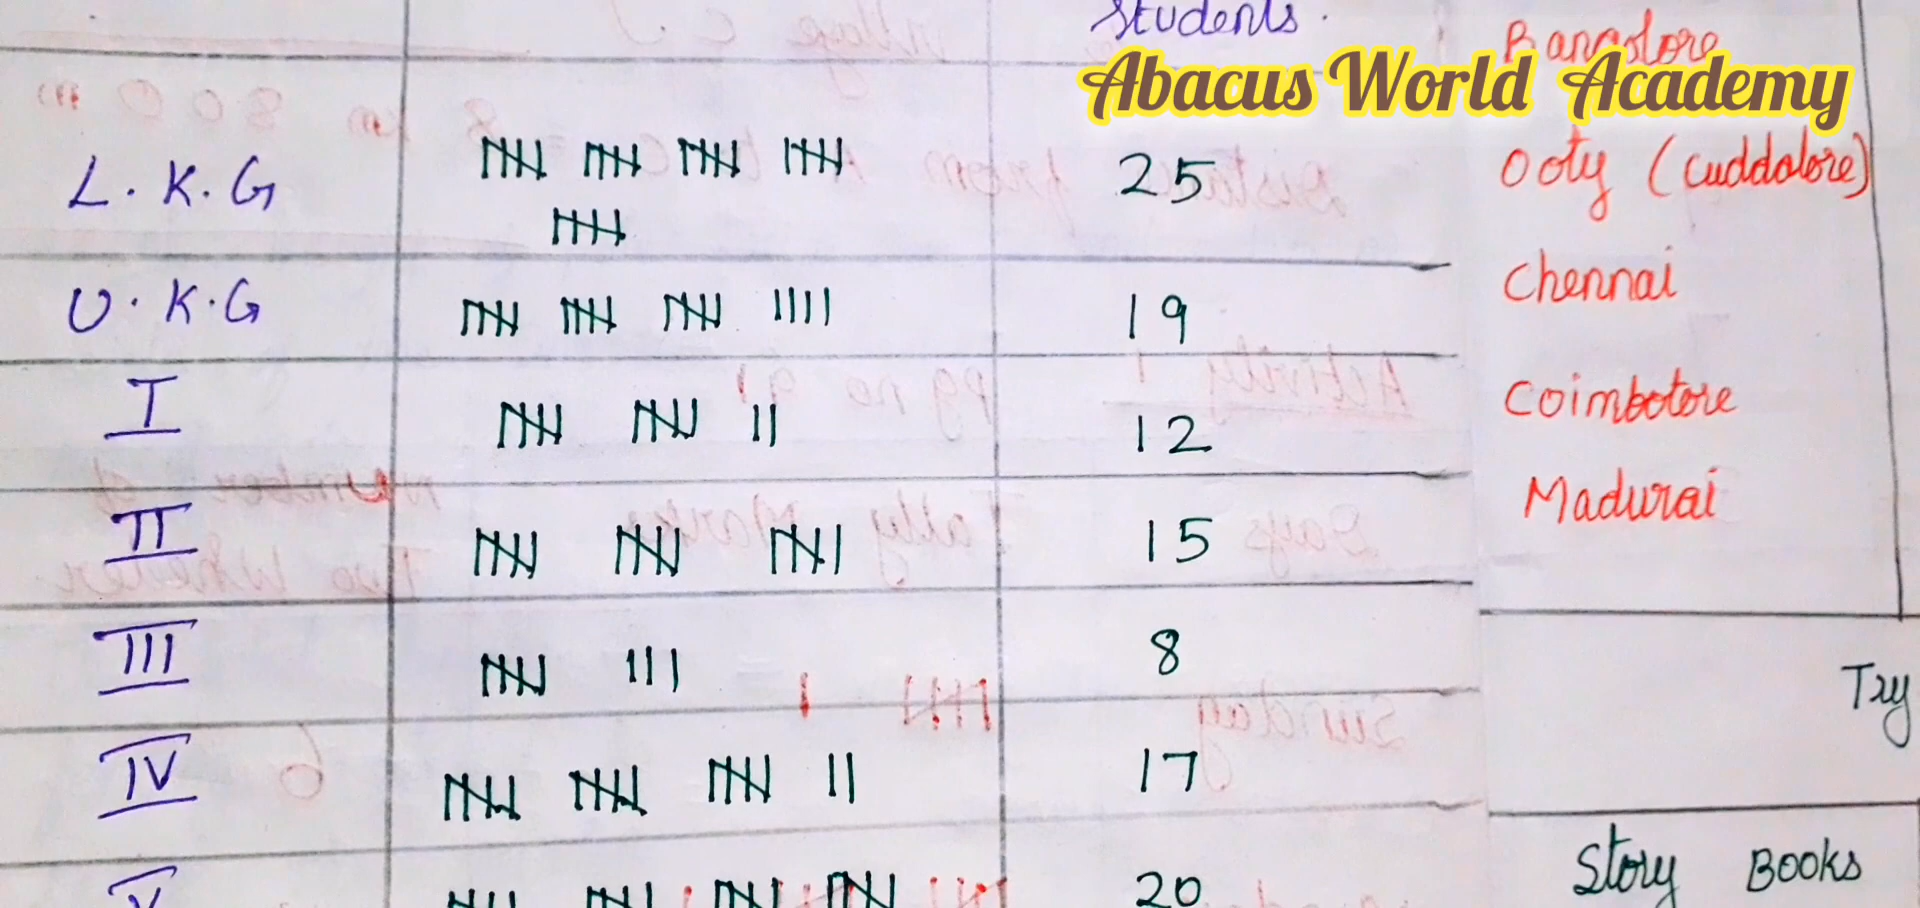 Students.
Bangalore
Abacus World Academy
L.K.G 25 Ooty (Cuddalore)
U.K.G 19 Chennai
I 12 Coimbotore
II 15 Madurai
III 8
Try
IV 17
Story Books
V 20